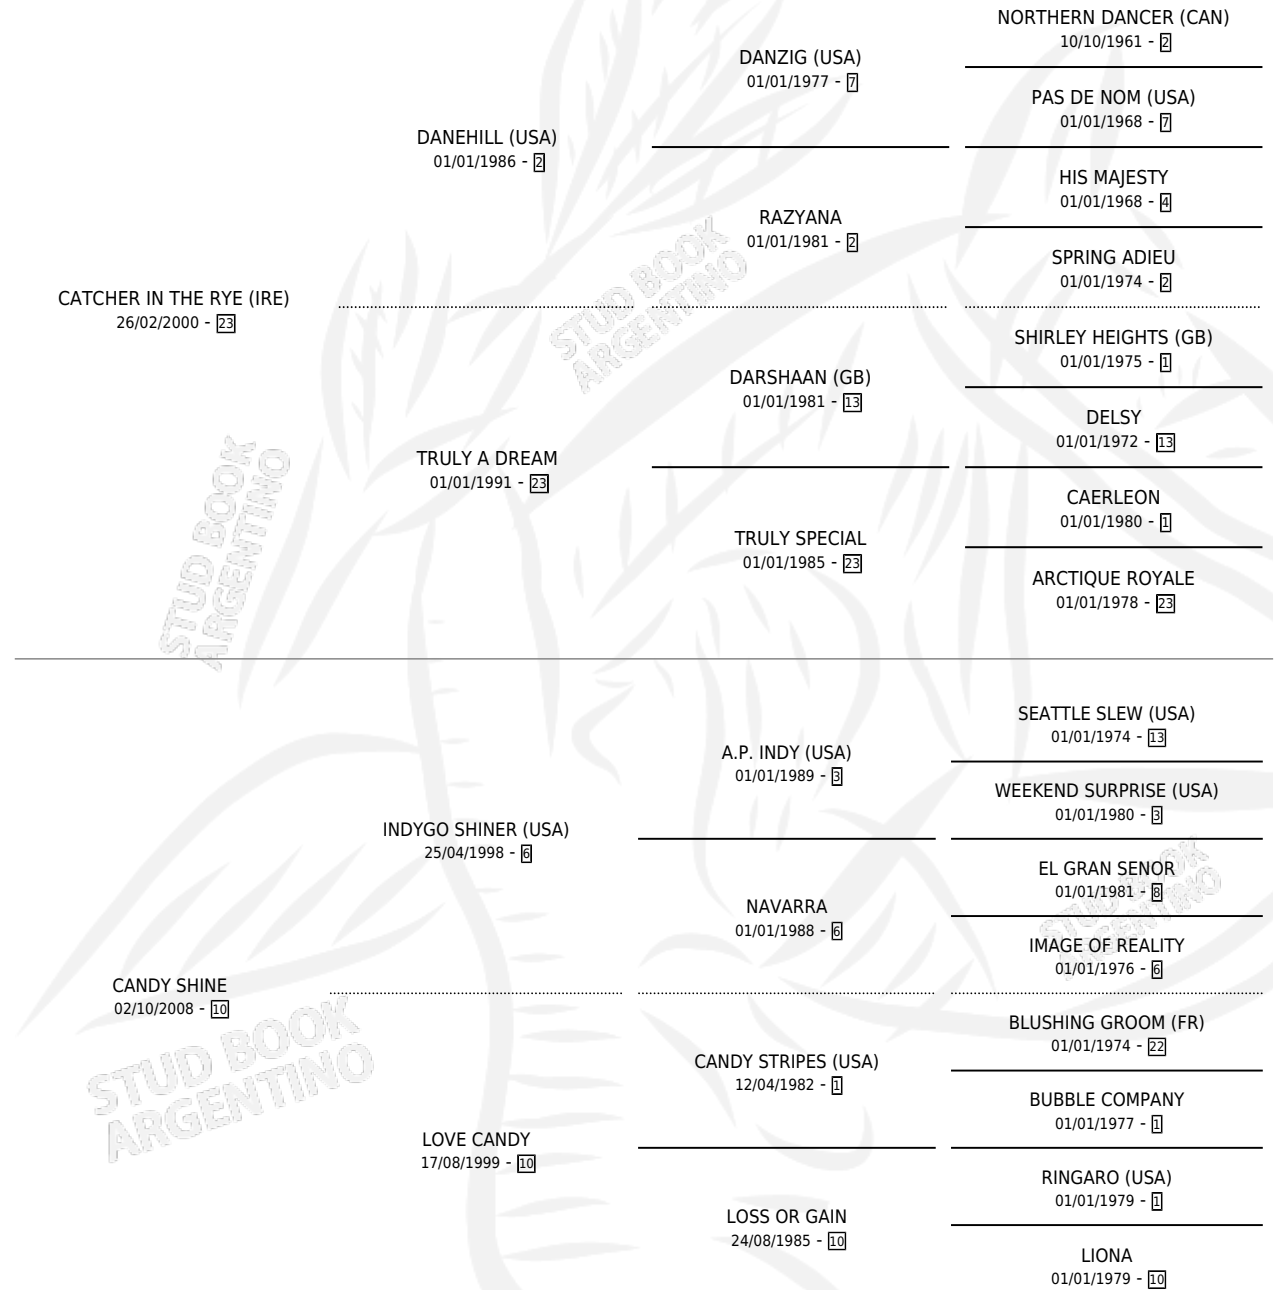 NORTHERN DANCER (CAN)
10/10/1961 - 2
DANZIG (USA)
01/01/1977 - 7
PAS DE NOM (USA)
01/01/1968 - 7
DANEHILL (USA)
01/01/1986 - 2
HIS MAJESTY
01/01/1968 - 4
RAZYANA
01/01/1981 - 2
SPRING ADIEU
01/01/1974 - 2
CATCHER IN THE RYE (IRE)
26/02/2000 - 23
STUD BOOK
ARGENTINO
SHIRLEY HEIGHTS (GB)
01/01/1975 - 1
DARSHAAN (GB)
01/01/1981 - 13
DELSY
01/01/1972 - 13
TRULY A DREAM
01/01/1991 - 23
CAERLEON
01/01/1980 - 1
TRULY SPECIAL
01/01/1985 - 23
ARCTIQUE ROYALE
01/01/1978 - 23
STUD BOOK
ARGENTINO
SEATTLE SLEW (USA)
01/01/1974 - 13
A.P. INDY (USA)
01/01/1989 - 3
WEEKEND SURPRISE (USA)
01/01/1980 - 3
INDYGO SHINER (USA)
25/04/1998 - 6
EL GRAN SENOR
01/01/1981 - 8
NAVARRA
01/01/1988 - 6
IMAGE OF REALITY
01/01/1976 - 6
STUD BOOK
ARGENTINO
CANDY SHINE
02/10/2008 - 10
BLUSHING GROOM (FR)
01/01/1974 - 22
CANDY STRIPES (USA)
12/04/1982 - 1
BUBBLE COMPANY
01/01/1977 - 1
STUD BOOK
ARGENTINO
LOVE CANDY
17/08/1999 - 10
RINGARO (USA)
01/01/1979 - 1
LOSS OR GAIN
24/08/1985 - 10
LIONA
01/01/1979 - 10